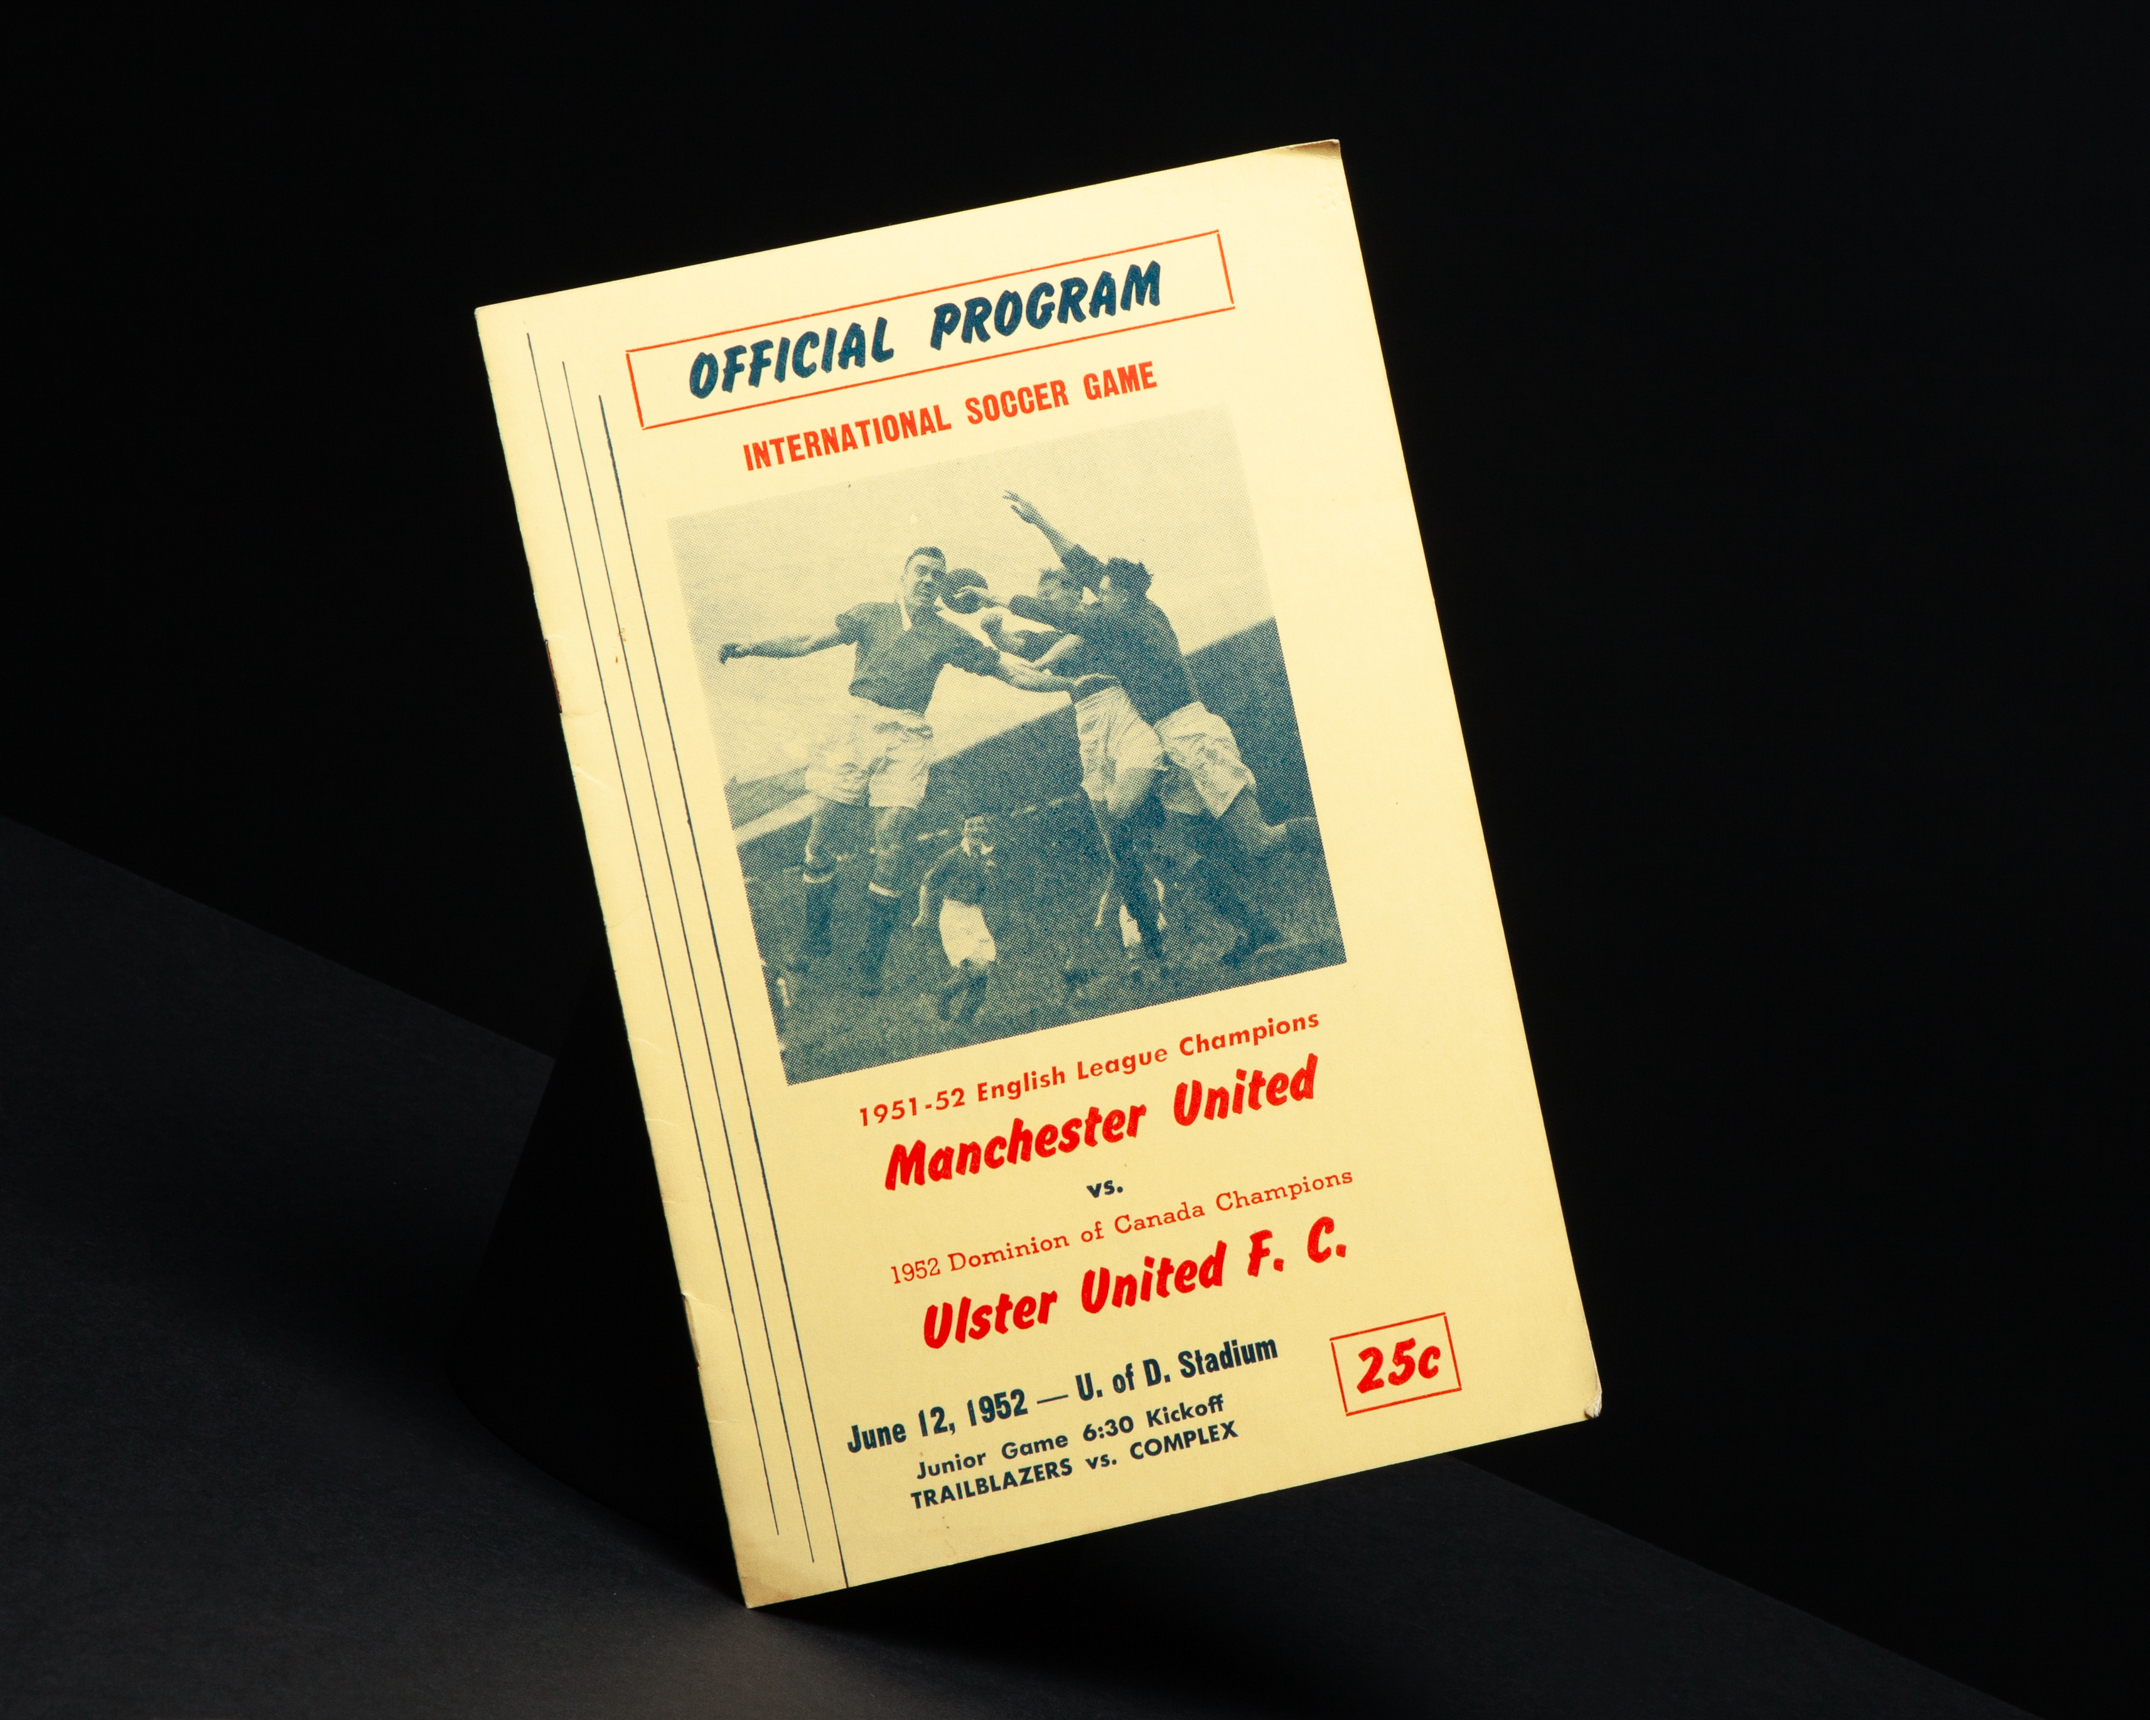 OFFICIAL PROGRAM
INTERNATIONAL SOCCER GAME
1951-52 English League Champions
Manchester United
vs.
1952 Dominion of Canada Champions
Ulster United F. C.
June 12, 1952 — U. of D. Stadium
Junior Game 6:30 Kickoff
TRAILBLAZERS vs. COMPLEX
25c